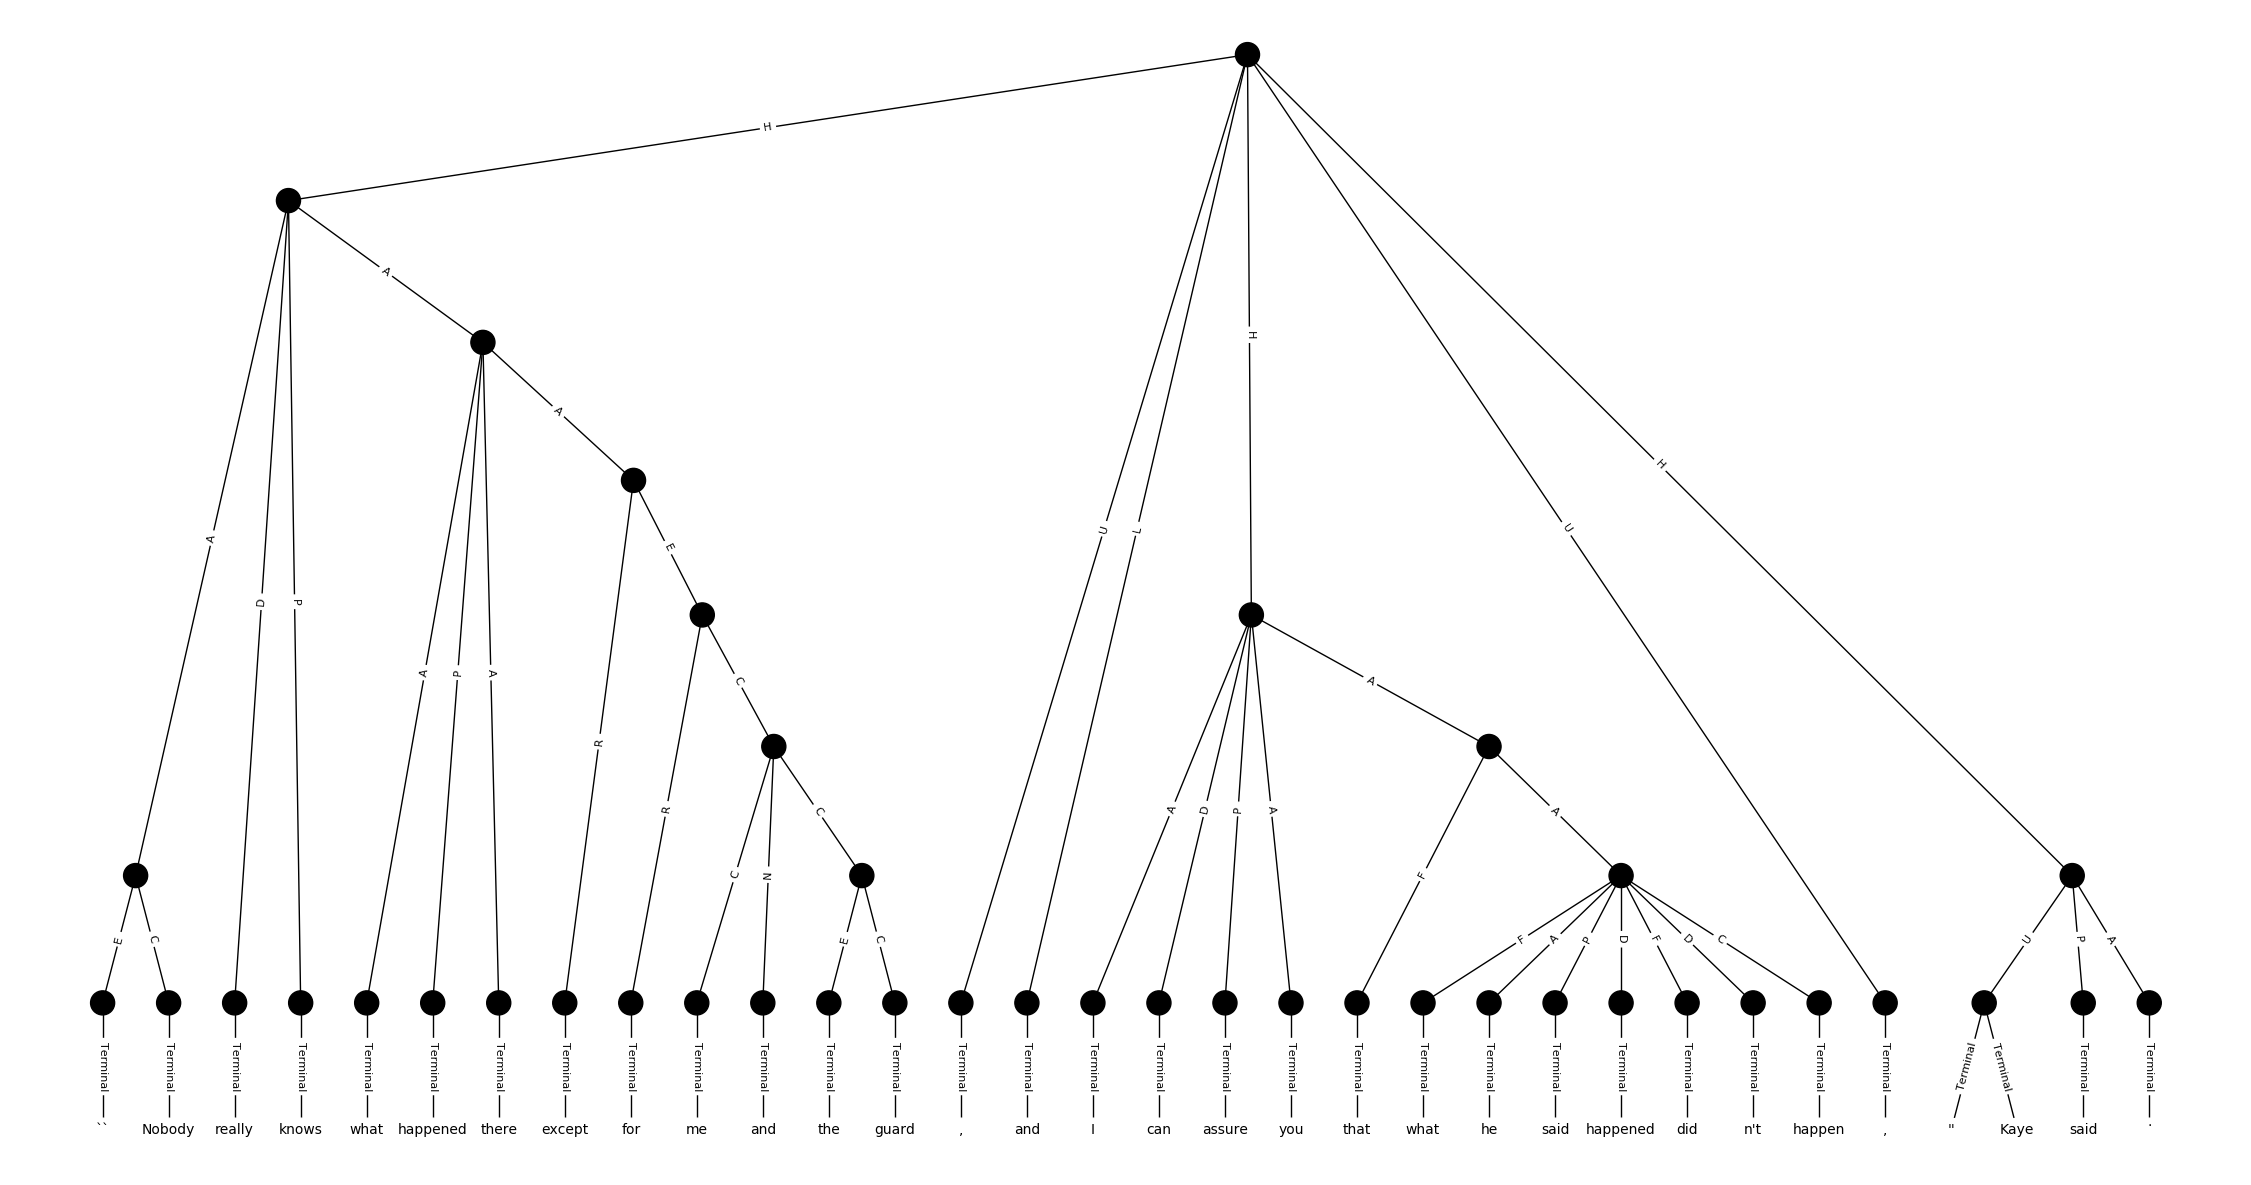 H
A
A
E
A
D
P
A
P
A
R
R
C
C
N
C
E
C
E
C
U
L
H
U
H
A
D
P
A
A
F
A
F
A
P
D
F
D
C
U
P
A
Terminal Terminal Terminal Terminal Terminal Terminal Terminal Terminal Terminal Terminal Terminal Terminal Terminal Terminal Terminal Terminal Terminal Terminal Terminal Terminal Terminal Terminal Terminal Terminal Terminal Terminal Terminal Terminal Terminal Terminal Terminal Terminal
`` Nobody really knows what happened there except for me and the guard , and I can assure you that what he said happened did n't happen , " Kaye said .